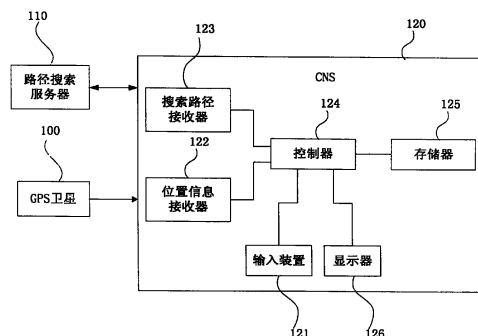 110
123
120
CNS
路径搜索
服务器
搜索路径
接收器
124
125
100
122
控制器
存储器
GPS卫星
位置信息
接收器
输入装置
显示器
121
126